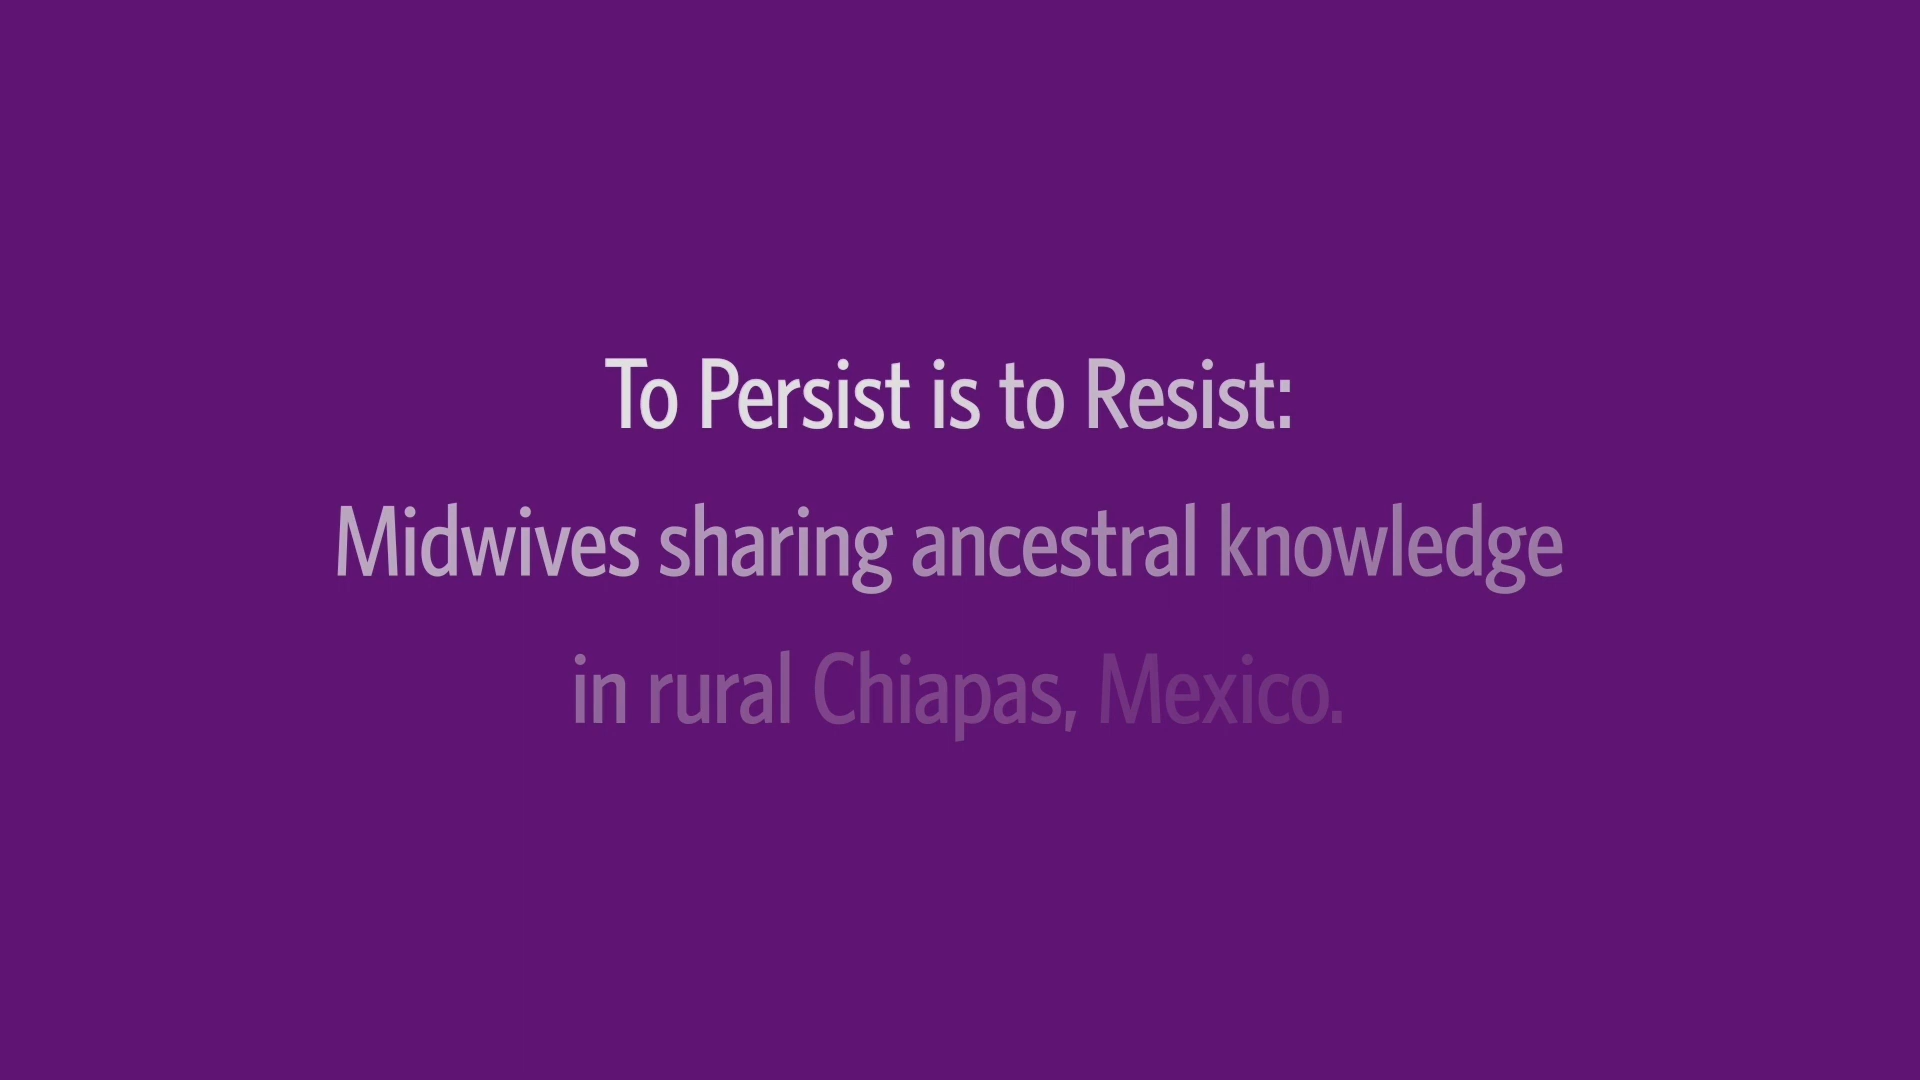 To Persist is to Resist:
Midwives sharing ancestral knowledge
in rural Chiapas, Mexico.